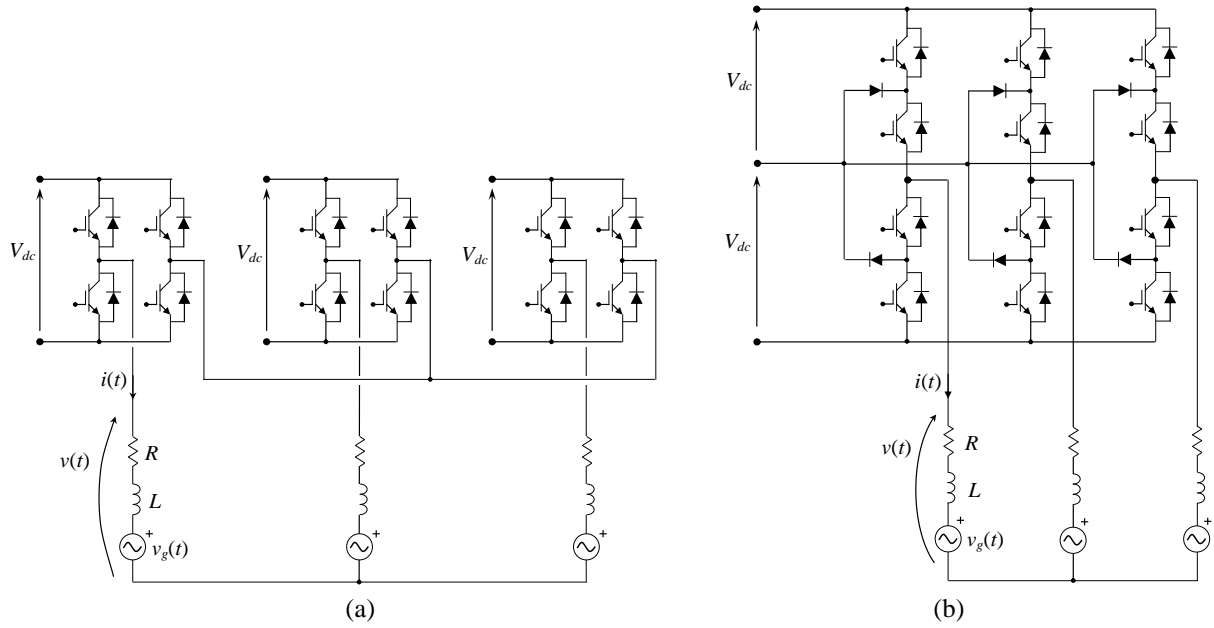 V_dc
V_dc
V_dc
i(t)
v(t)
R
L
+
v_g(t)
+
+
(a)
V_dc
V_dc
i(t)
v(t)
R
L
+
v_g(t)
+
+
(b)